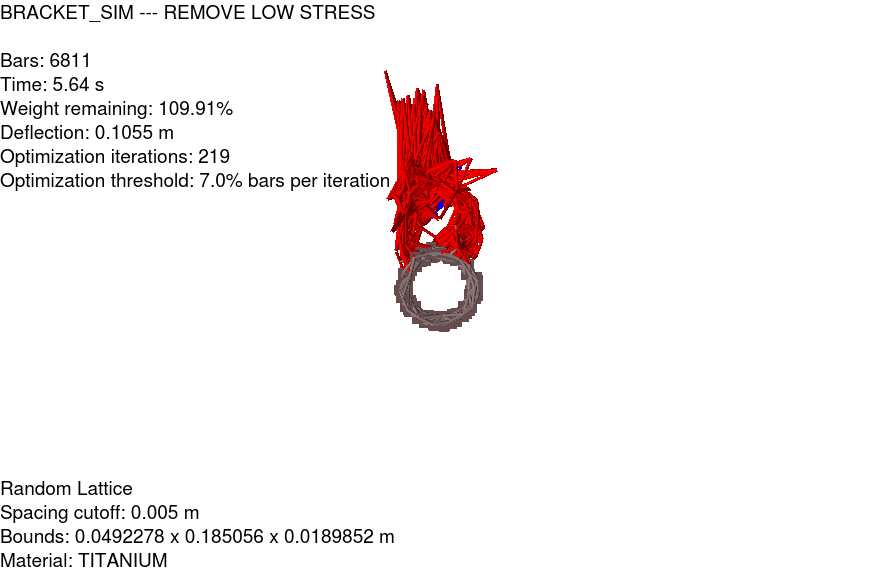 BRACKET_SIM --- REMOVE LOW STRESS
Bars: 6811
Time: 5.64 s
Weight remaining: 109.91%
Deflection: 0.1055 m
Optimization iterations: 219
Optimization threshold: 7.0% bars per iteration
Random Lattice
Spacing cutoff: 0.005 m
Bounds: 0.0492278 x 0.185056 x 0.0189852 m
Material: TITANIUM